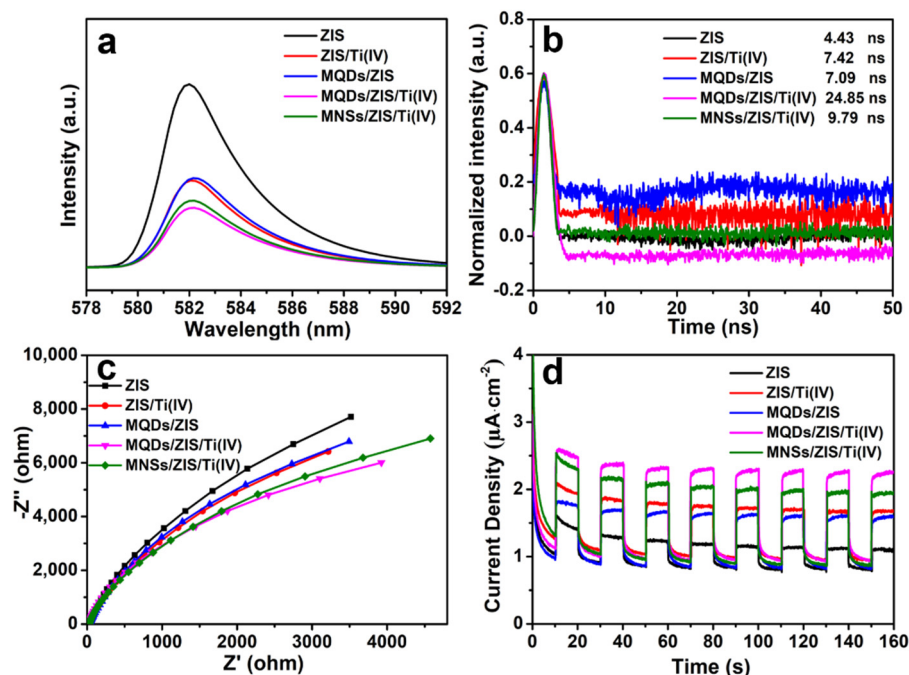 a
ZIS
ZIS/Ti(IV)
MQDs/ZIS
MQDs/ZIS/Ti(IV)
MNSs/ZIS/Ti(IV)
Intensity (a.u.)
578 580 582 584 586 588 590 592
Wavelength (nm)
b
ZIS 4.43 ns
ZIS/Ti(IV) 7.42 ns
MQDs/ZIS 7.09 ns
MQDs/ZIS/Ti(IV) 24.85 ns
MNSs/ZIS/Ti(IV) 9.79 ns
Normalized intensity (a.u.)
0.8
0.4
0.2
0.0
-0.2
0 10 20 30 40 50
Time (ns)
c
ZIS
ZIS/Ti(IV)
MQDs/ZIS
MQDs/ZIS/Ti(IV)
MNSs/ZIS/Ti(IV)
-Z'' (ohm)
10,000
8,000
6,000
4,000
2,000
0
0 1000 2000 3000 4000
Z' (ohm)
d
ZIS
ZIS/Ti(IV)
MQDs/ZIS
MQDs/ZIS/Ti(IV)
MNSs/ZIS/Ti(IV)
Current Density (μA·cm-2)
4
3
2
1
0
0 20 40 60 80 100 120 140 160
Time (s)